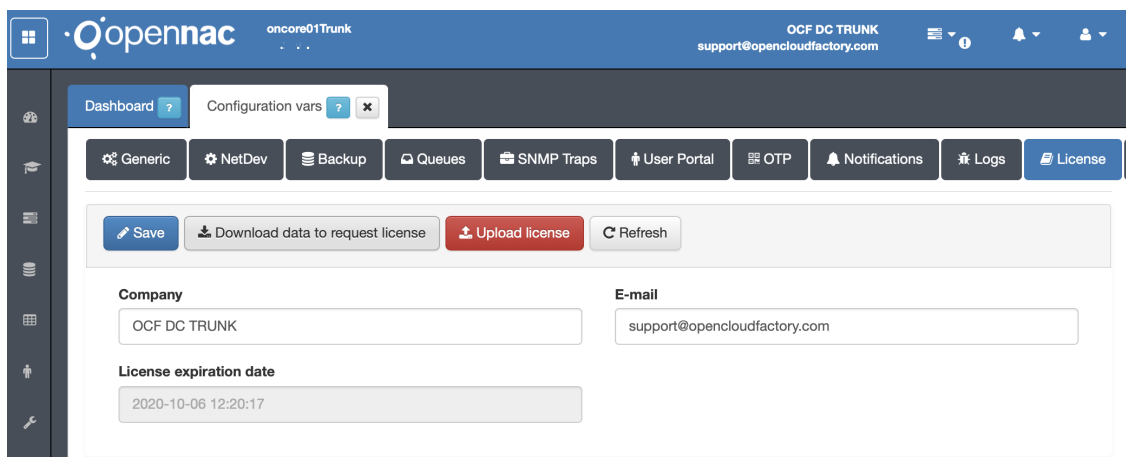 opennac
oncore01Trunk
OCF DC TRUNK
support@opencloudfactory.com
Dashboard ?
Configuration vars ?
Generic
NetDev
Backup
Queues
SNMP Traps
User Portal
OTP
Notifications
Logs
License
Save
Download data to request license
Upload license
Refresh
Company
E-mail
OCF DC TRUNK
support@opencloudfactory.com
License expiration date
2020-10-06 12:20:17